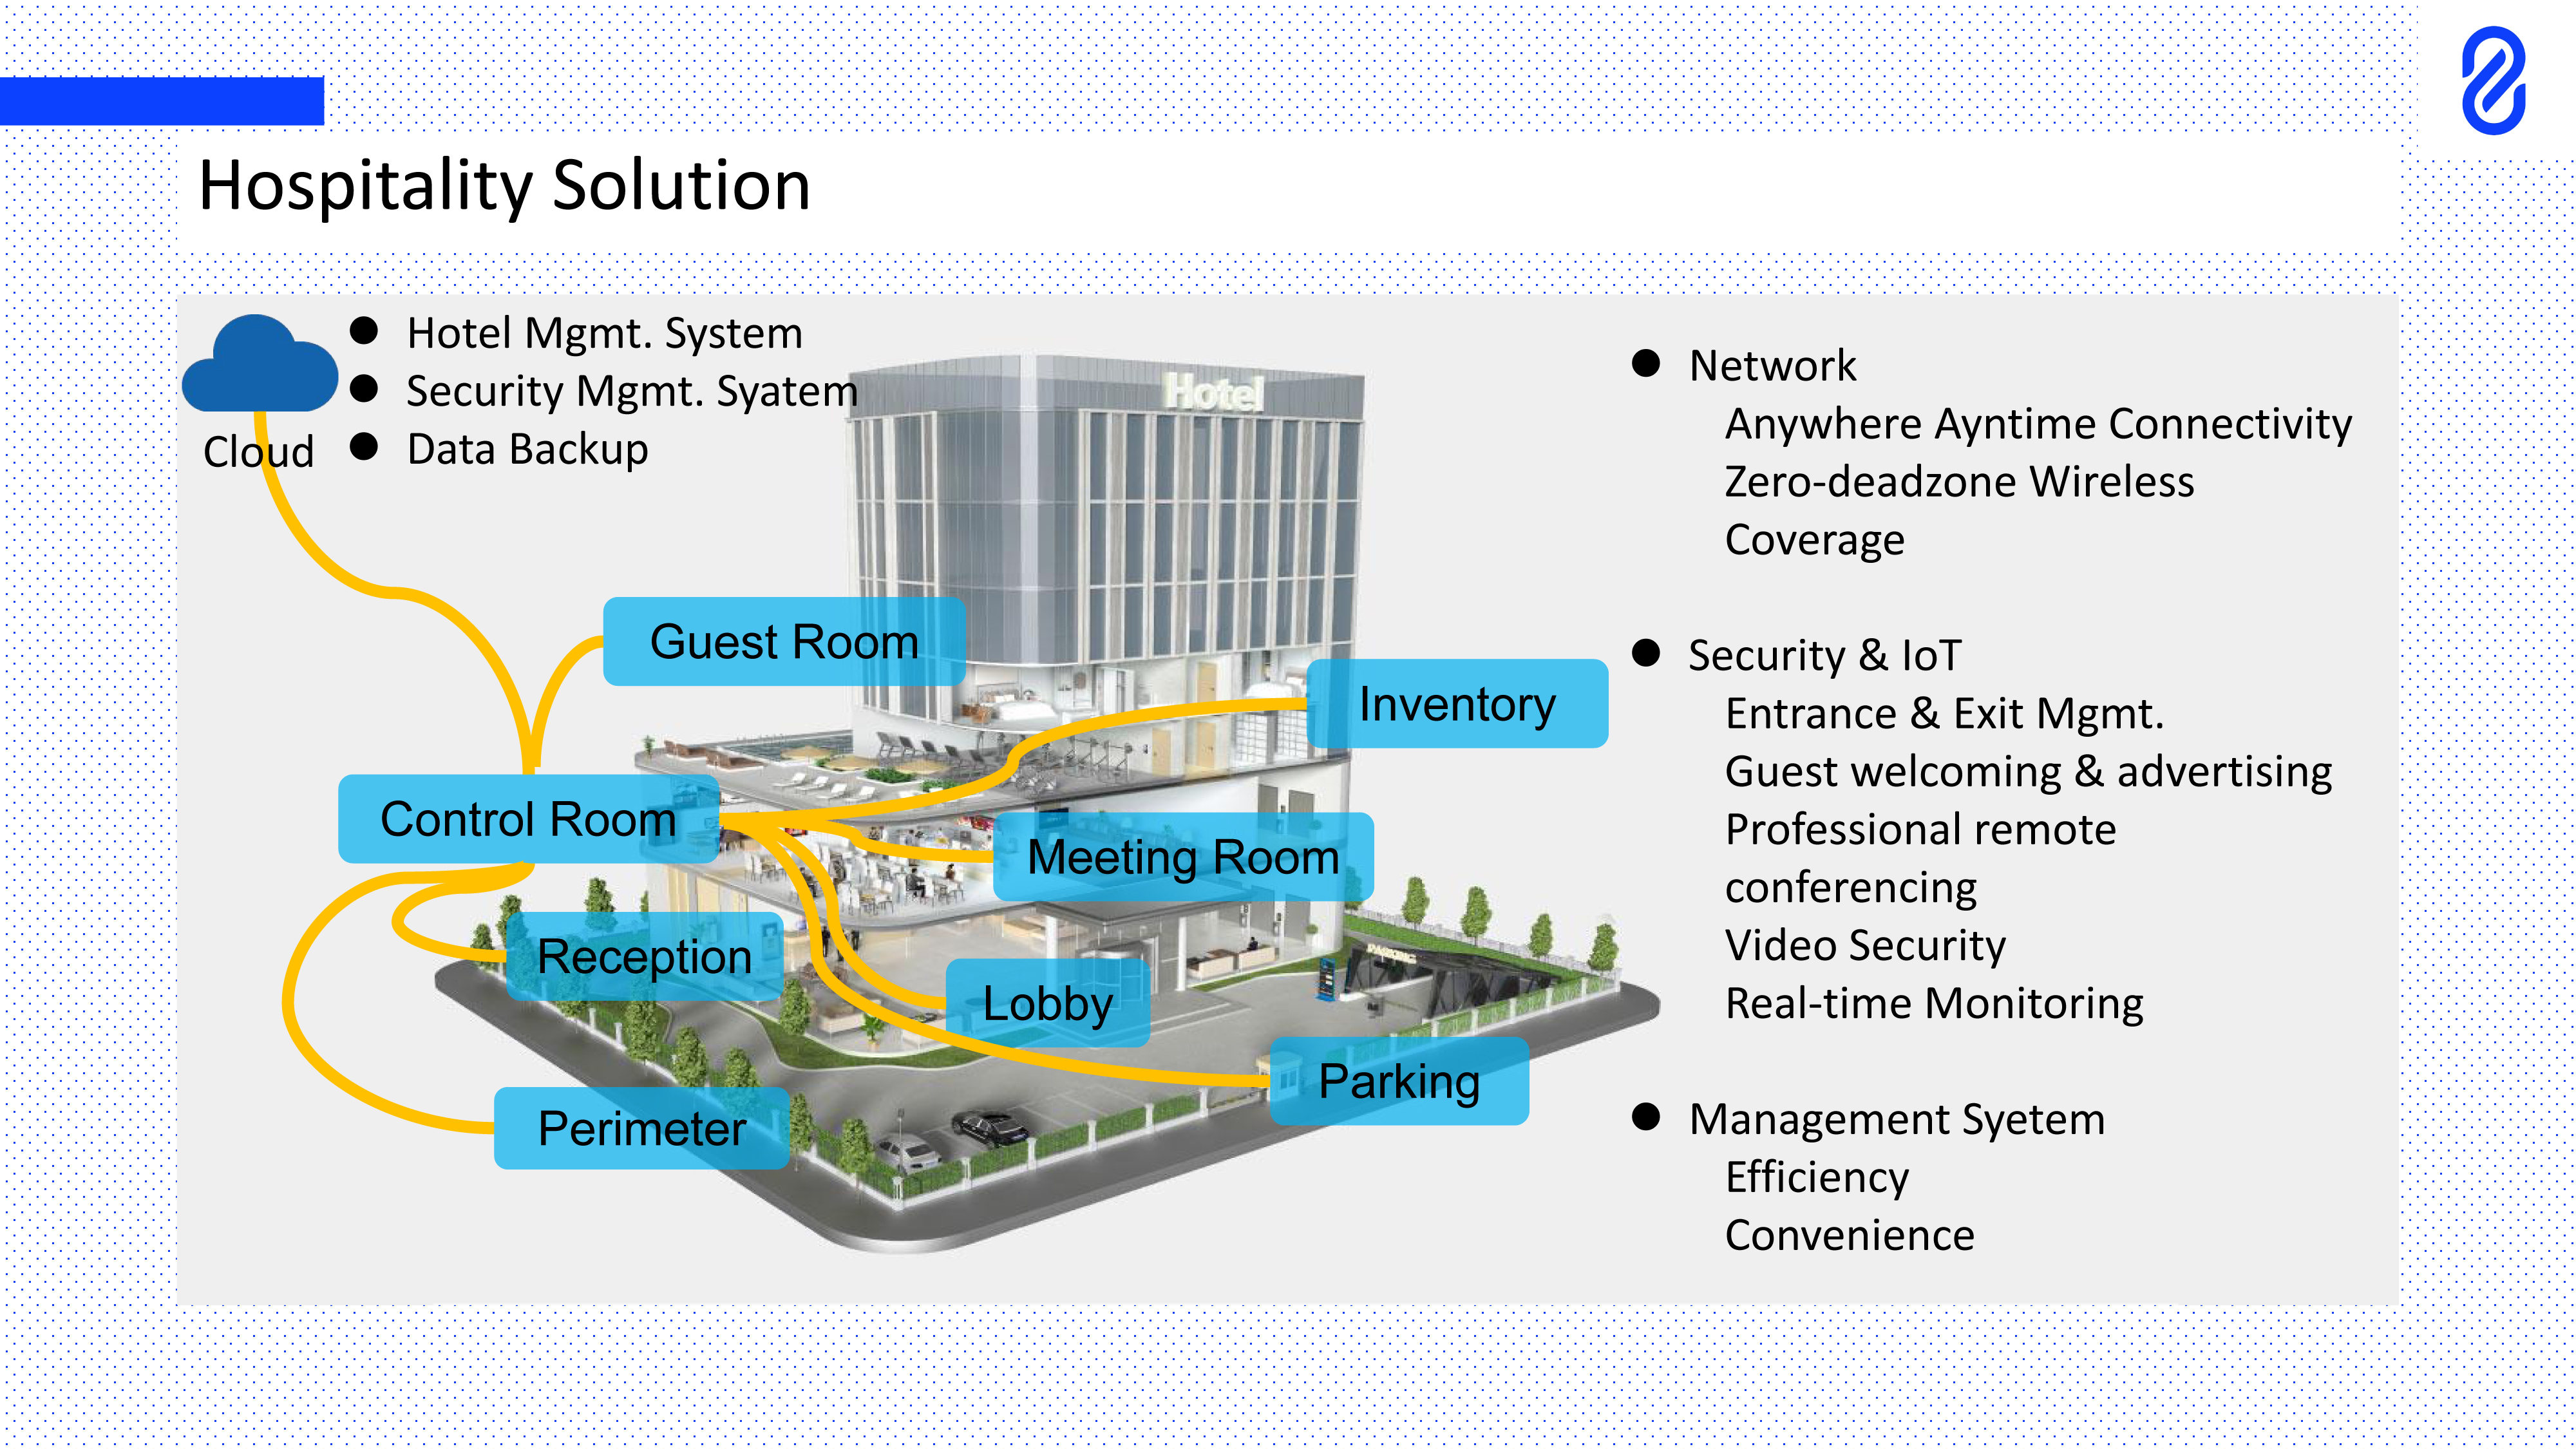 Hospitality Solution
Hotel Mgmt. System
Security Mgmt. Syatem
Data Backup
Cloud
Hotel
Guest Room
Inventory
Control Room
Meeting Room
Reception
Lobby
PARKING
Parking
Perimeter
Network
Anywhere Ayntime Connectivity
Zero-deadzone Wireless
Coverage
Security & IoT
Entrance & Exit Mgmt.
Guest welcoming & advertising
Professional remote
conferencing
Video Security
Real-time Monitoring
Management Syetem
Efficiency
Convenience